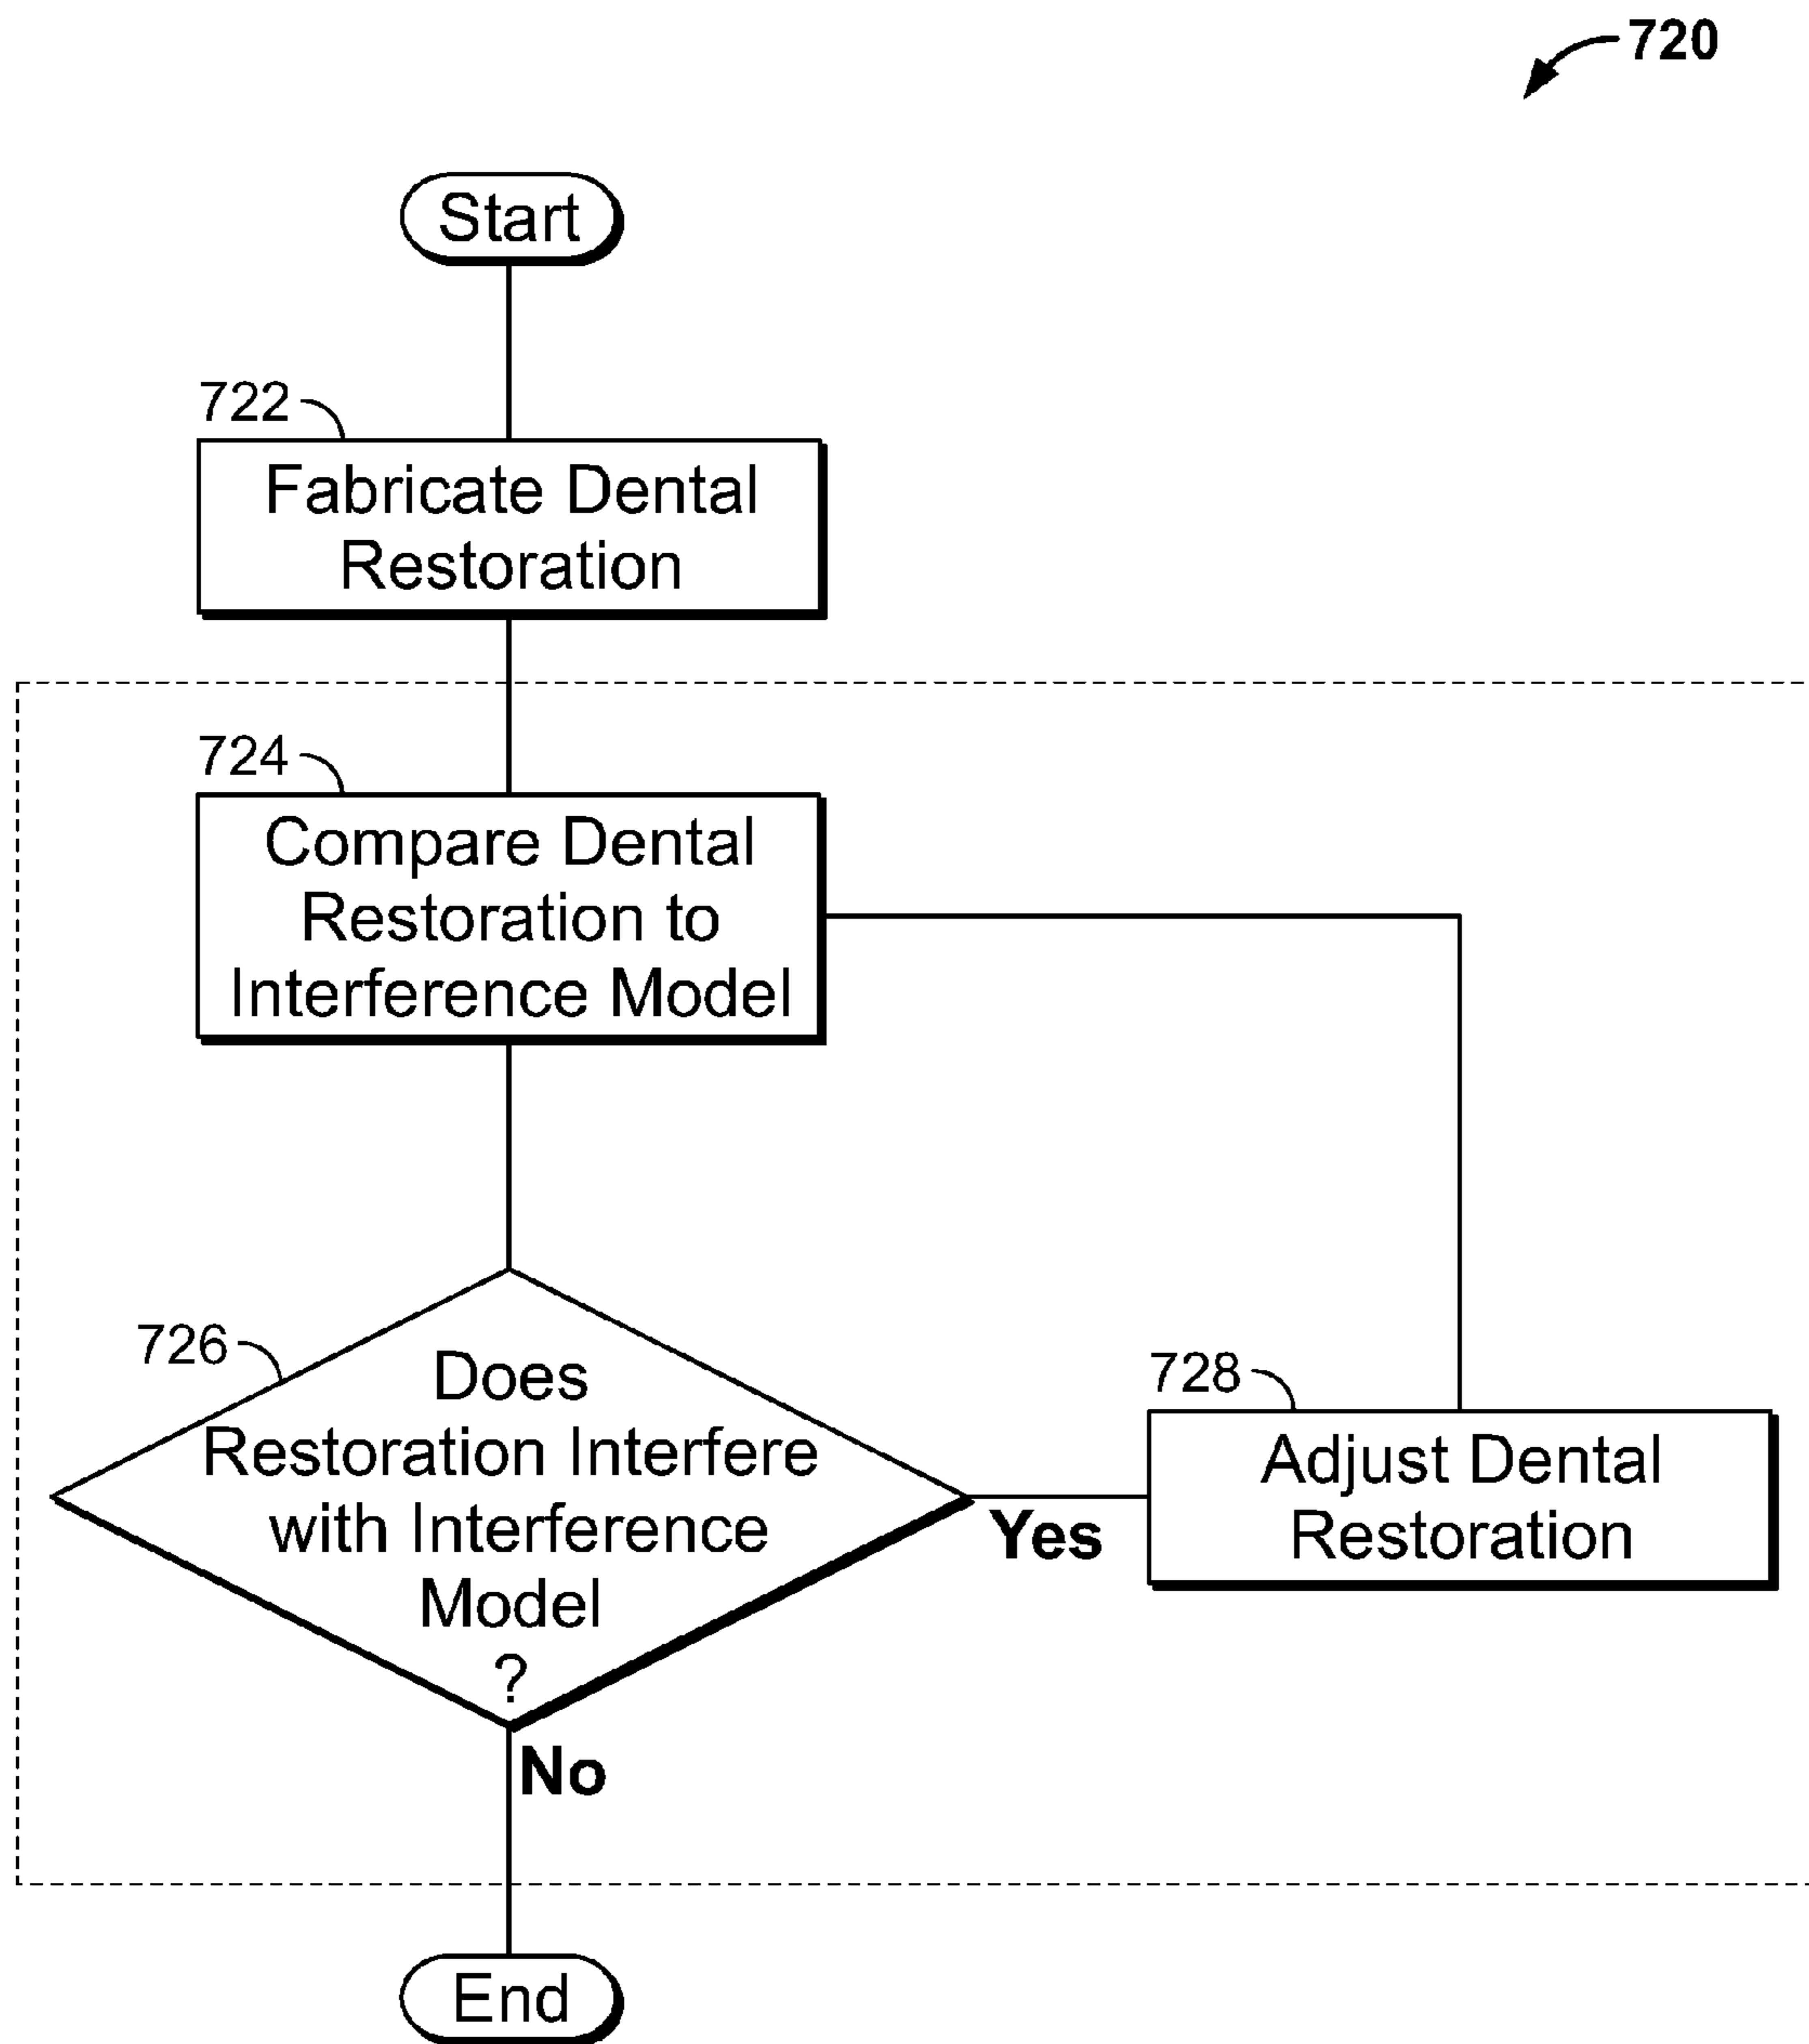 720
Start
722
Fabricate Dental
Restoration
724
Compare Dental
Restoration to
Interference Model
726
Does
Restoration Interfere
with Interference
Model
?
Yes
728
Adjust Dental
Restoration
No
End